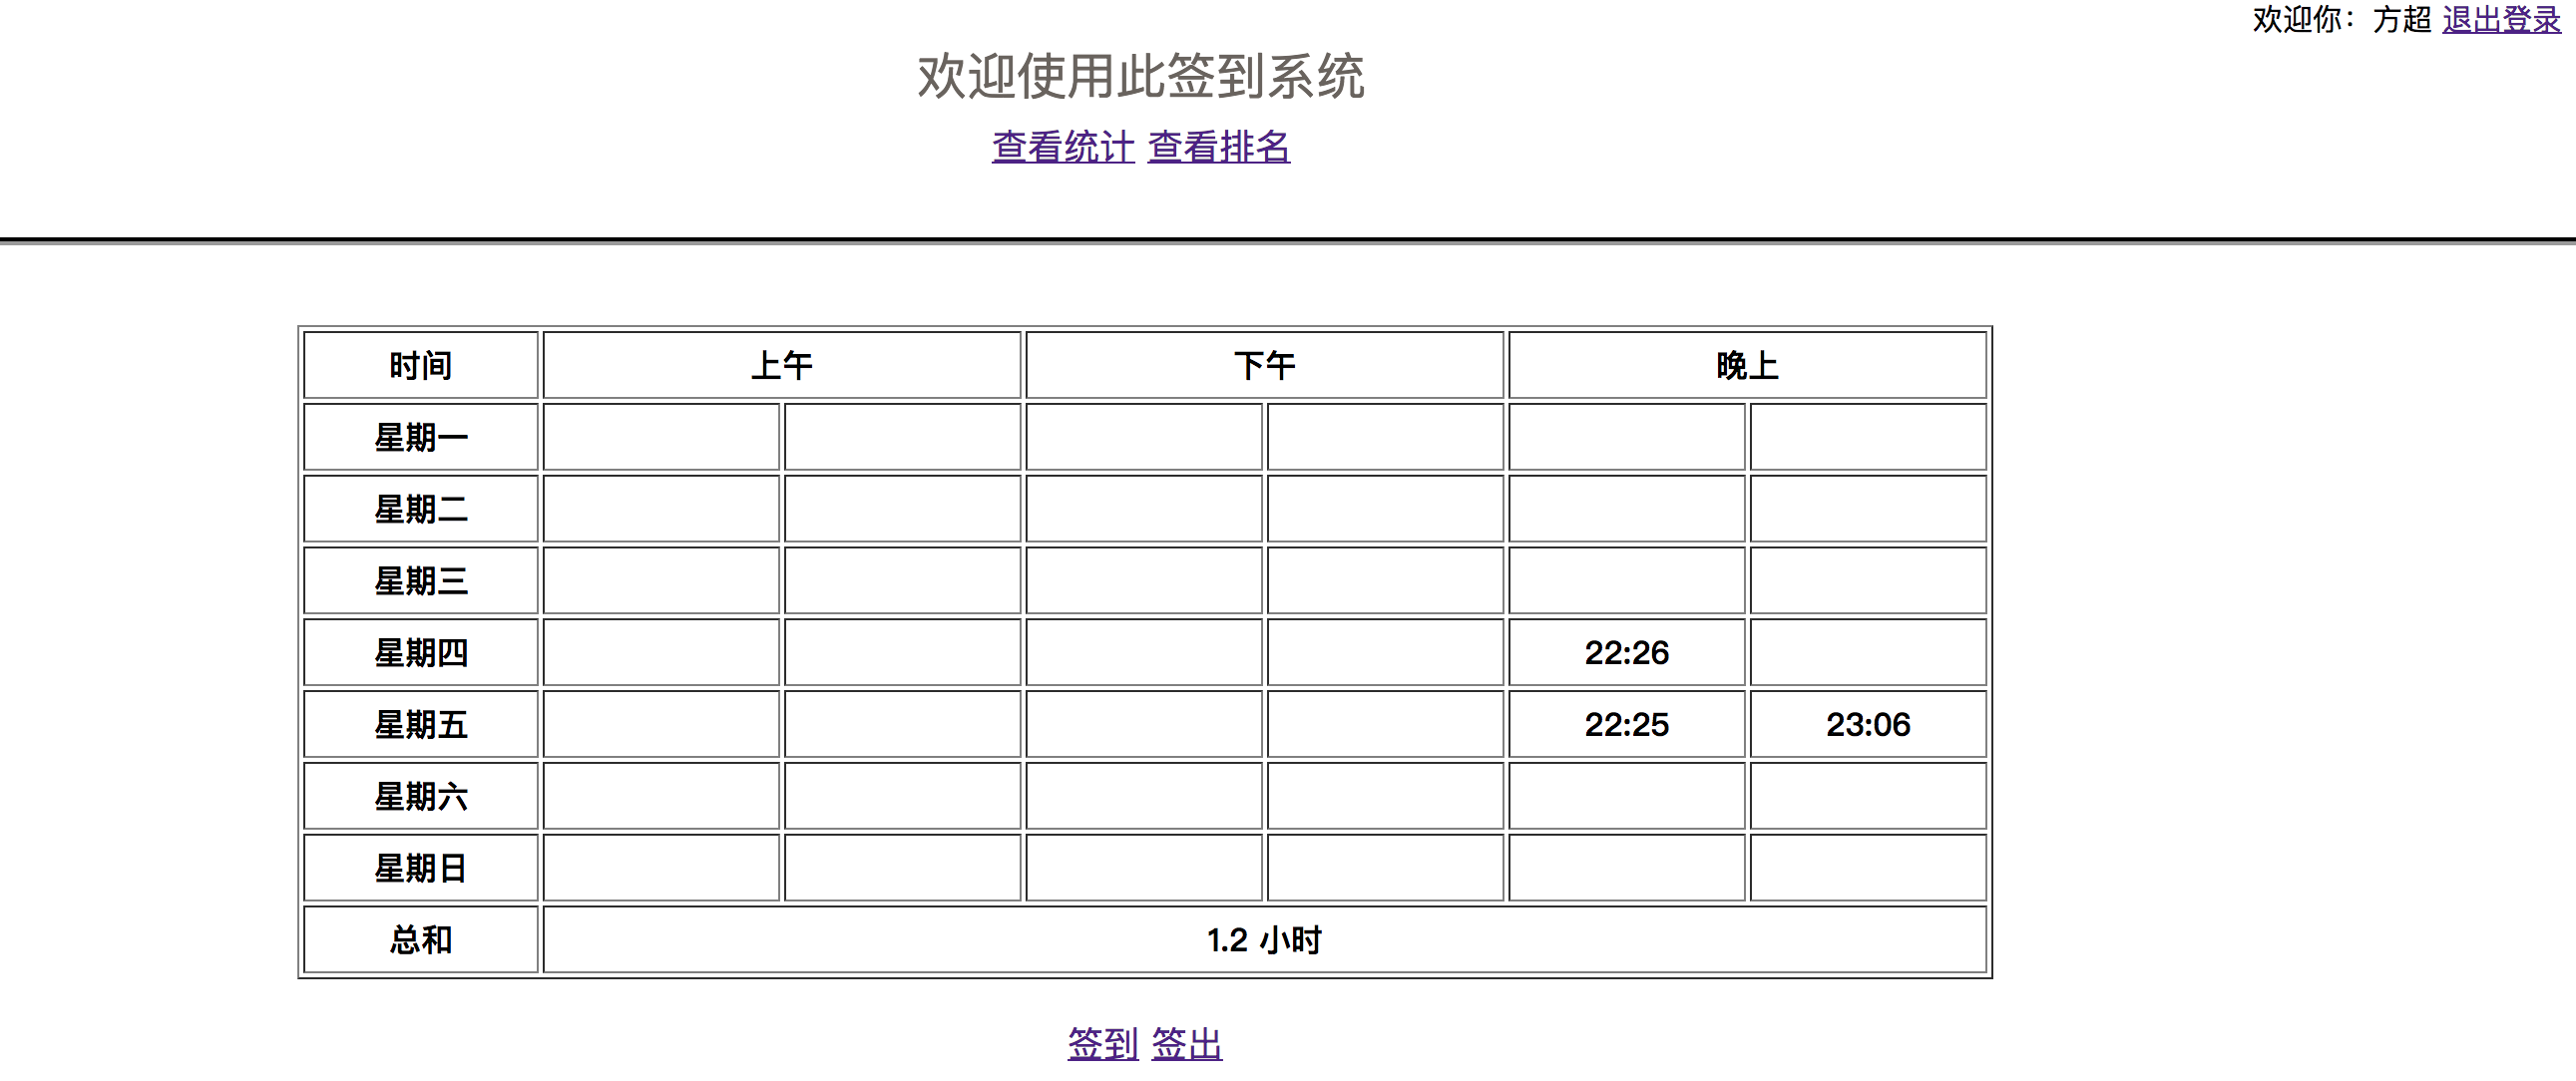 欢迎你：方超 退出登录
欢迎使用此签到系统
查看统计 查看排名
时间 上午 下午 晚上
星期一
星期二
星期三
星期四 22:26
星期五 22:25 23:06
星期六
星期日
总和 1.2 小时
签到 签出